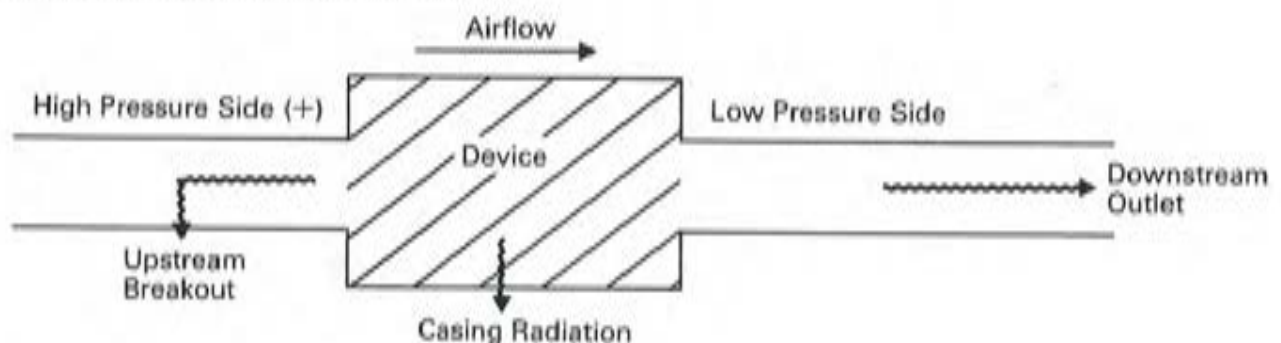 Airflow
High Pressure Side (+)
Low Pressure Side
Device
Downstream
Outlet
Upstream
Breakout
Casing Radiation